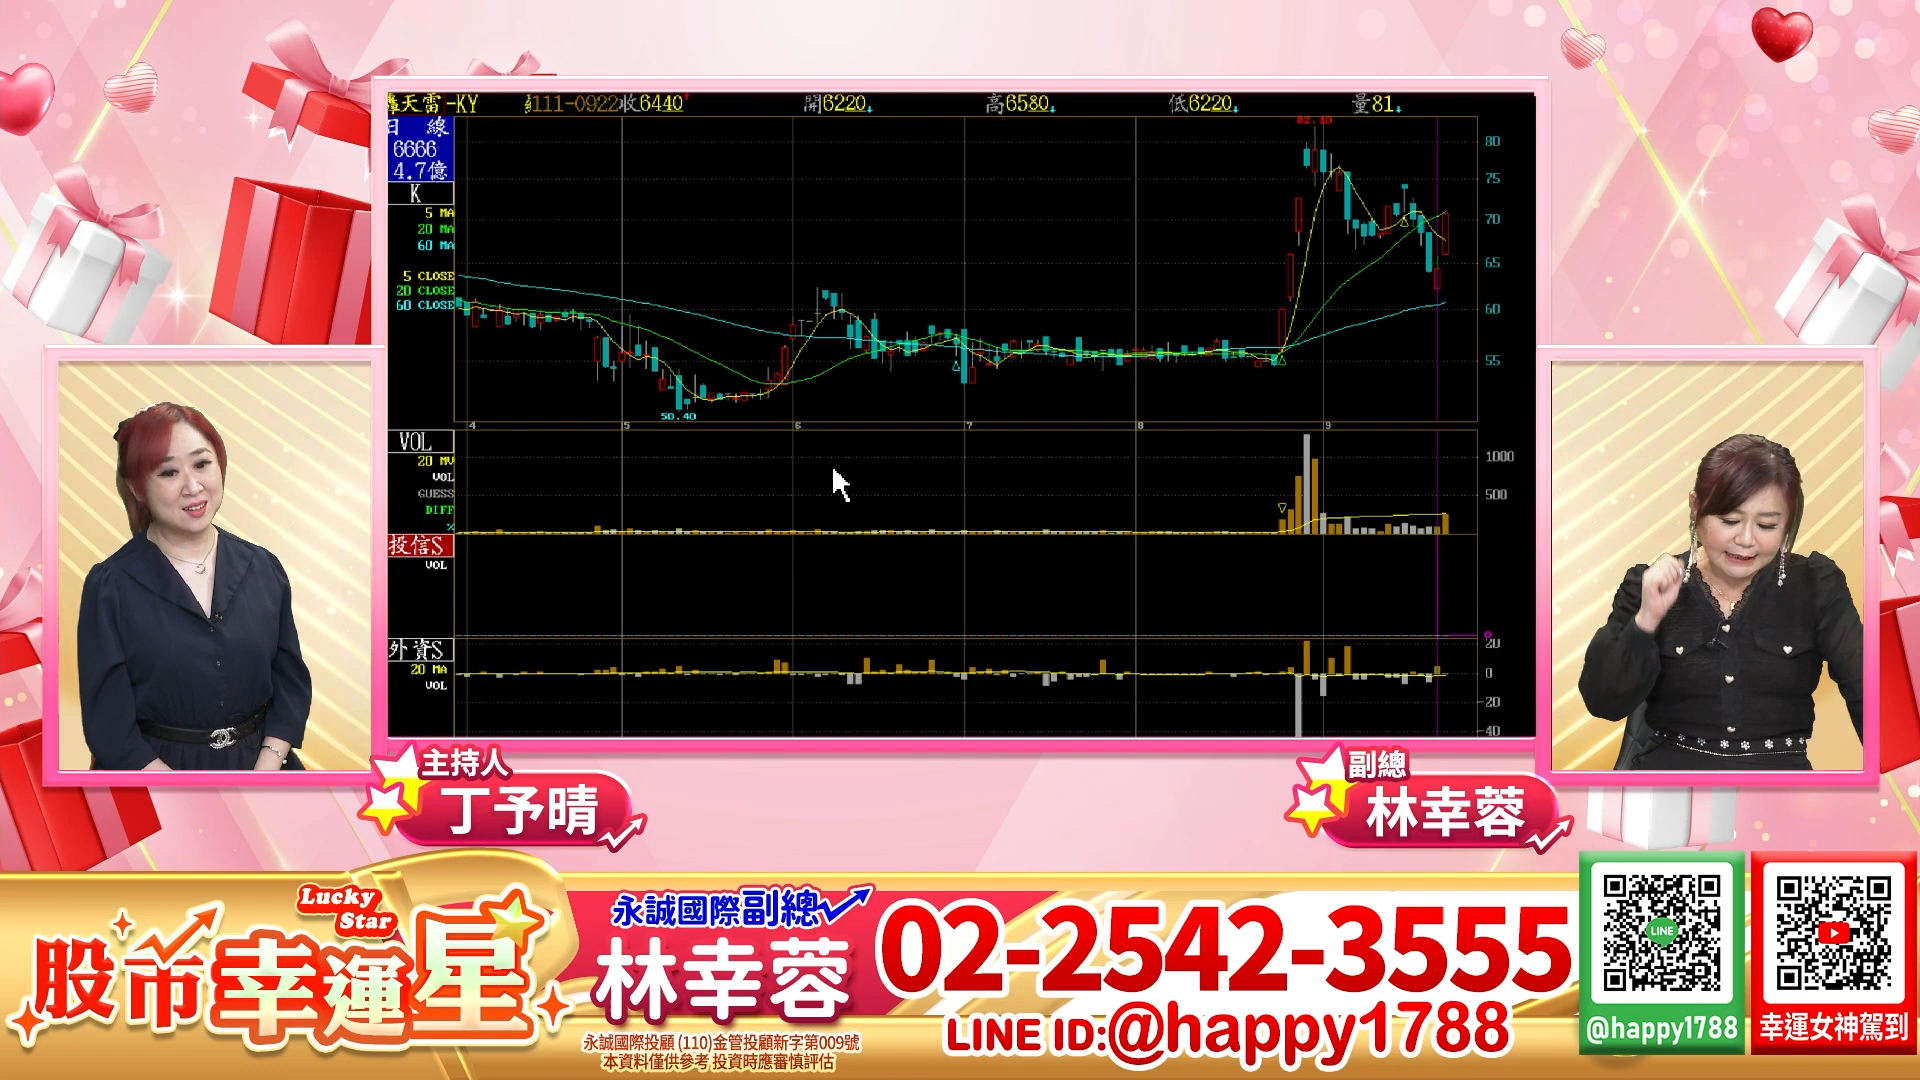 轟天雷-KY 111-0922收6440 開6220 高6580 低6220 量81
日 線
6666
4.7億
K
5 MA
20 MA
60 MA
5 CLOSE
20 CLOSE
60 CLOSE
82.10
80
75
70
65
60
55
50.40
4 5 6 7 8 9
VOL
20 MV
VOL
GUESS
DIFF
%
1000
500
投信S
VOL
外資S
20 MA
VOL
20
0
-20
-40
主持人
丁予晴
副總
林幸蓉
Lucky
Star
股市幸運星
永誠國際副總
林幸蓉
永誠國際投顧 (110)金管投顧新字第009號
本資料僅供參考 投資時應審慎評估
02-2542-3555
LINE ID:@happy1788
LINE
@happy1788
幸運女神駕到